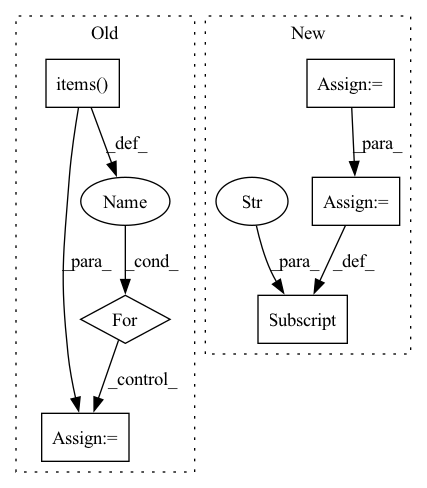 Old
New
items()
Assign:=
_def_
_para_
Name
Str
Assign:=
_para_
_cond_
_para_
_def_
For
Subscript
_control_
Assign:=